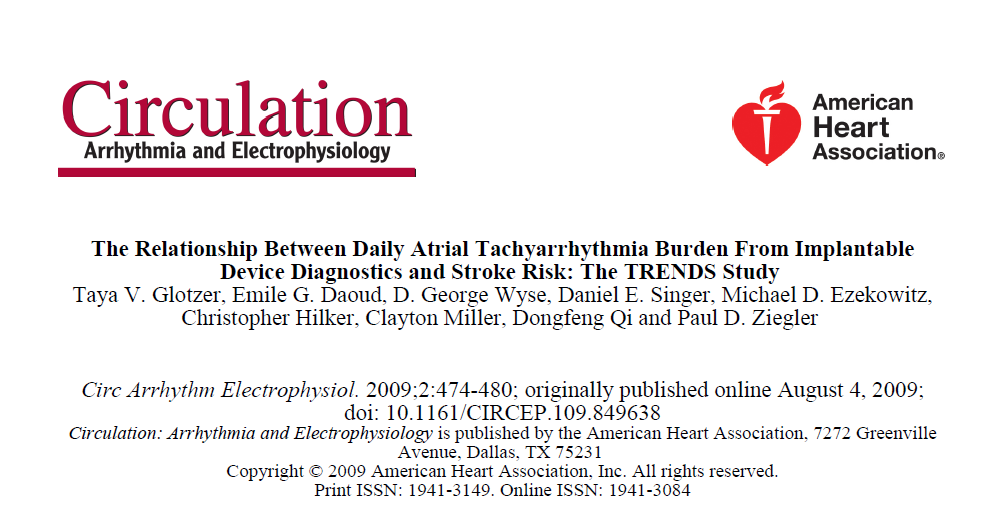 Circulation
Arrhythmia and Electrophysiology
American
Heart
Association®
The Relationship Between Daily Atrial Tachyarrhythmia Burden From Implantable
Device Diagnostics and Stroke Risk: The TRENDS Study
Taya V. Glotzer, Emile G. Daoud, D. George Wyse, Daniel E. Singer, Michael D. Ezekowitz,
Christopher Hilker, Clayton Miller, Dongfeng Qi and Paul D. Ziegler
Circ Arrhythm Electrophysiol. 2009;2:474-480; originally published online August 4, 2009;
doi: 10.1161/CIRCEP.109.849638
Circulation: Arrhythmia and Electrophysiology is published by the American Heart Association, 7272 Greenville
Avenue, Dallas, TX 75231
Copyright © 2009 American Heart Association, Inc. All rights reserved.
Print ISSN: 1941-3149. Online ISSN: 1941-3084